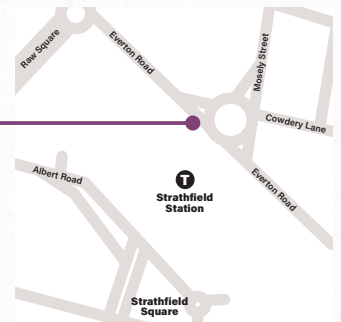 Raw Square
Everton Road
Mosely Street
Cowdery Lane
Albert Road
T
Strathfield
Station
Everton Road
Strathfield
Square